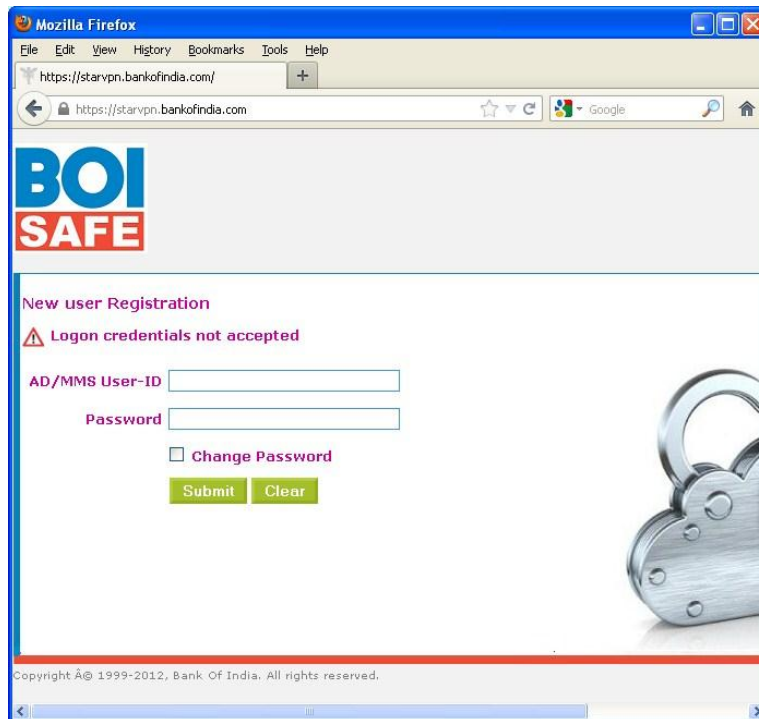 Mozilla Firefox
File Edit View History Bookmarks Tools Help
https://starvpn.bankofindia.com/ +
https://starvpn.bankofindia.com Google
BOI
SAFE
New user Registration
Logon credentials not accepted
AD/MMS User-ID
Password
Change Password
Submit Clear
Copyright Â© 1999-2012, Bank Of India. All rights reserved.